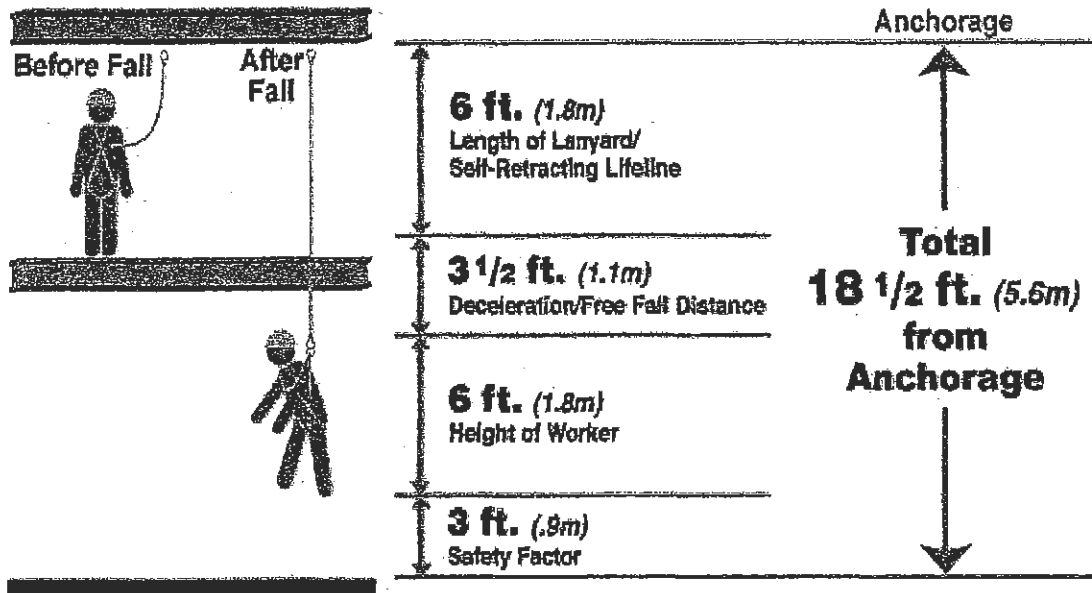 Anchorage
Before Fall
After
Fall
6 ft. (1.8m)
Length of Lanyard/
Self-Retracting Lifeline
3 1/2 ft. (1.1m)
Deceleration/Free Fall Distance
6 ft. (1.8m)
Height of Worker
3 ft. (.9m)
Safety Factor
Total
18 1/2 ft. (5.6m)
from
Anchorage